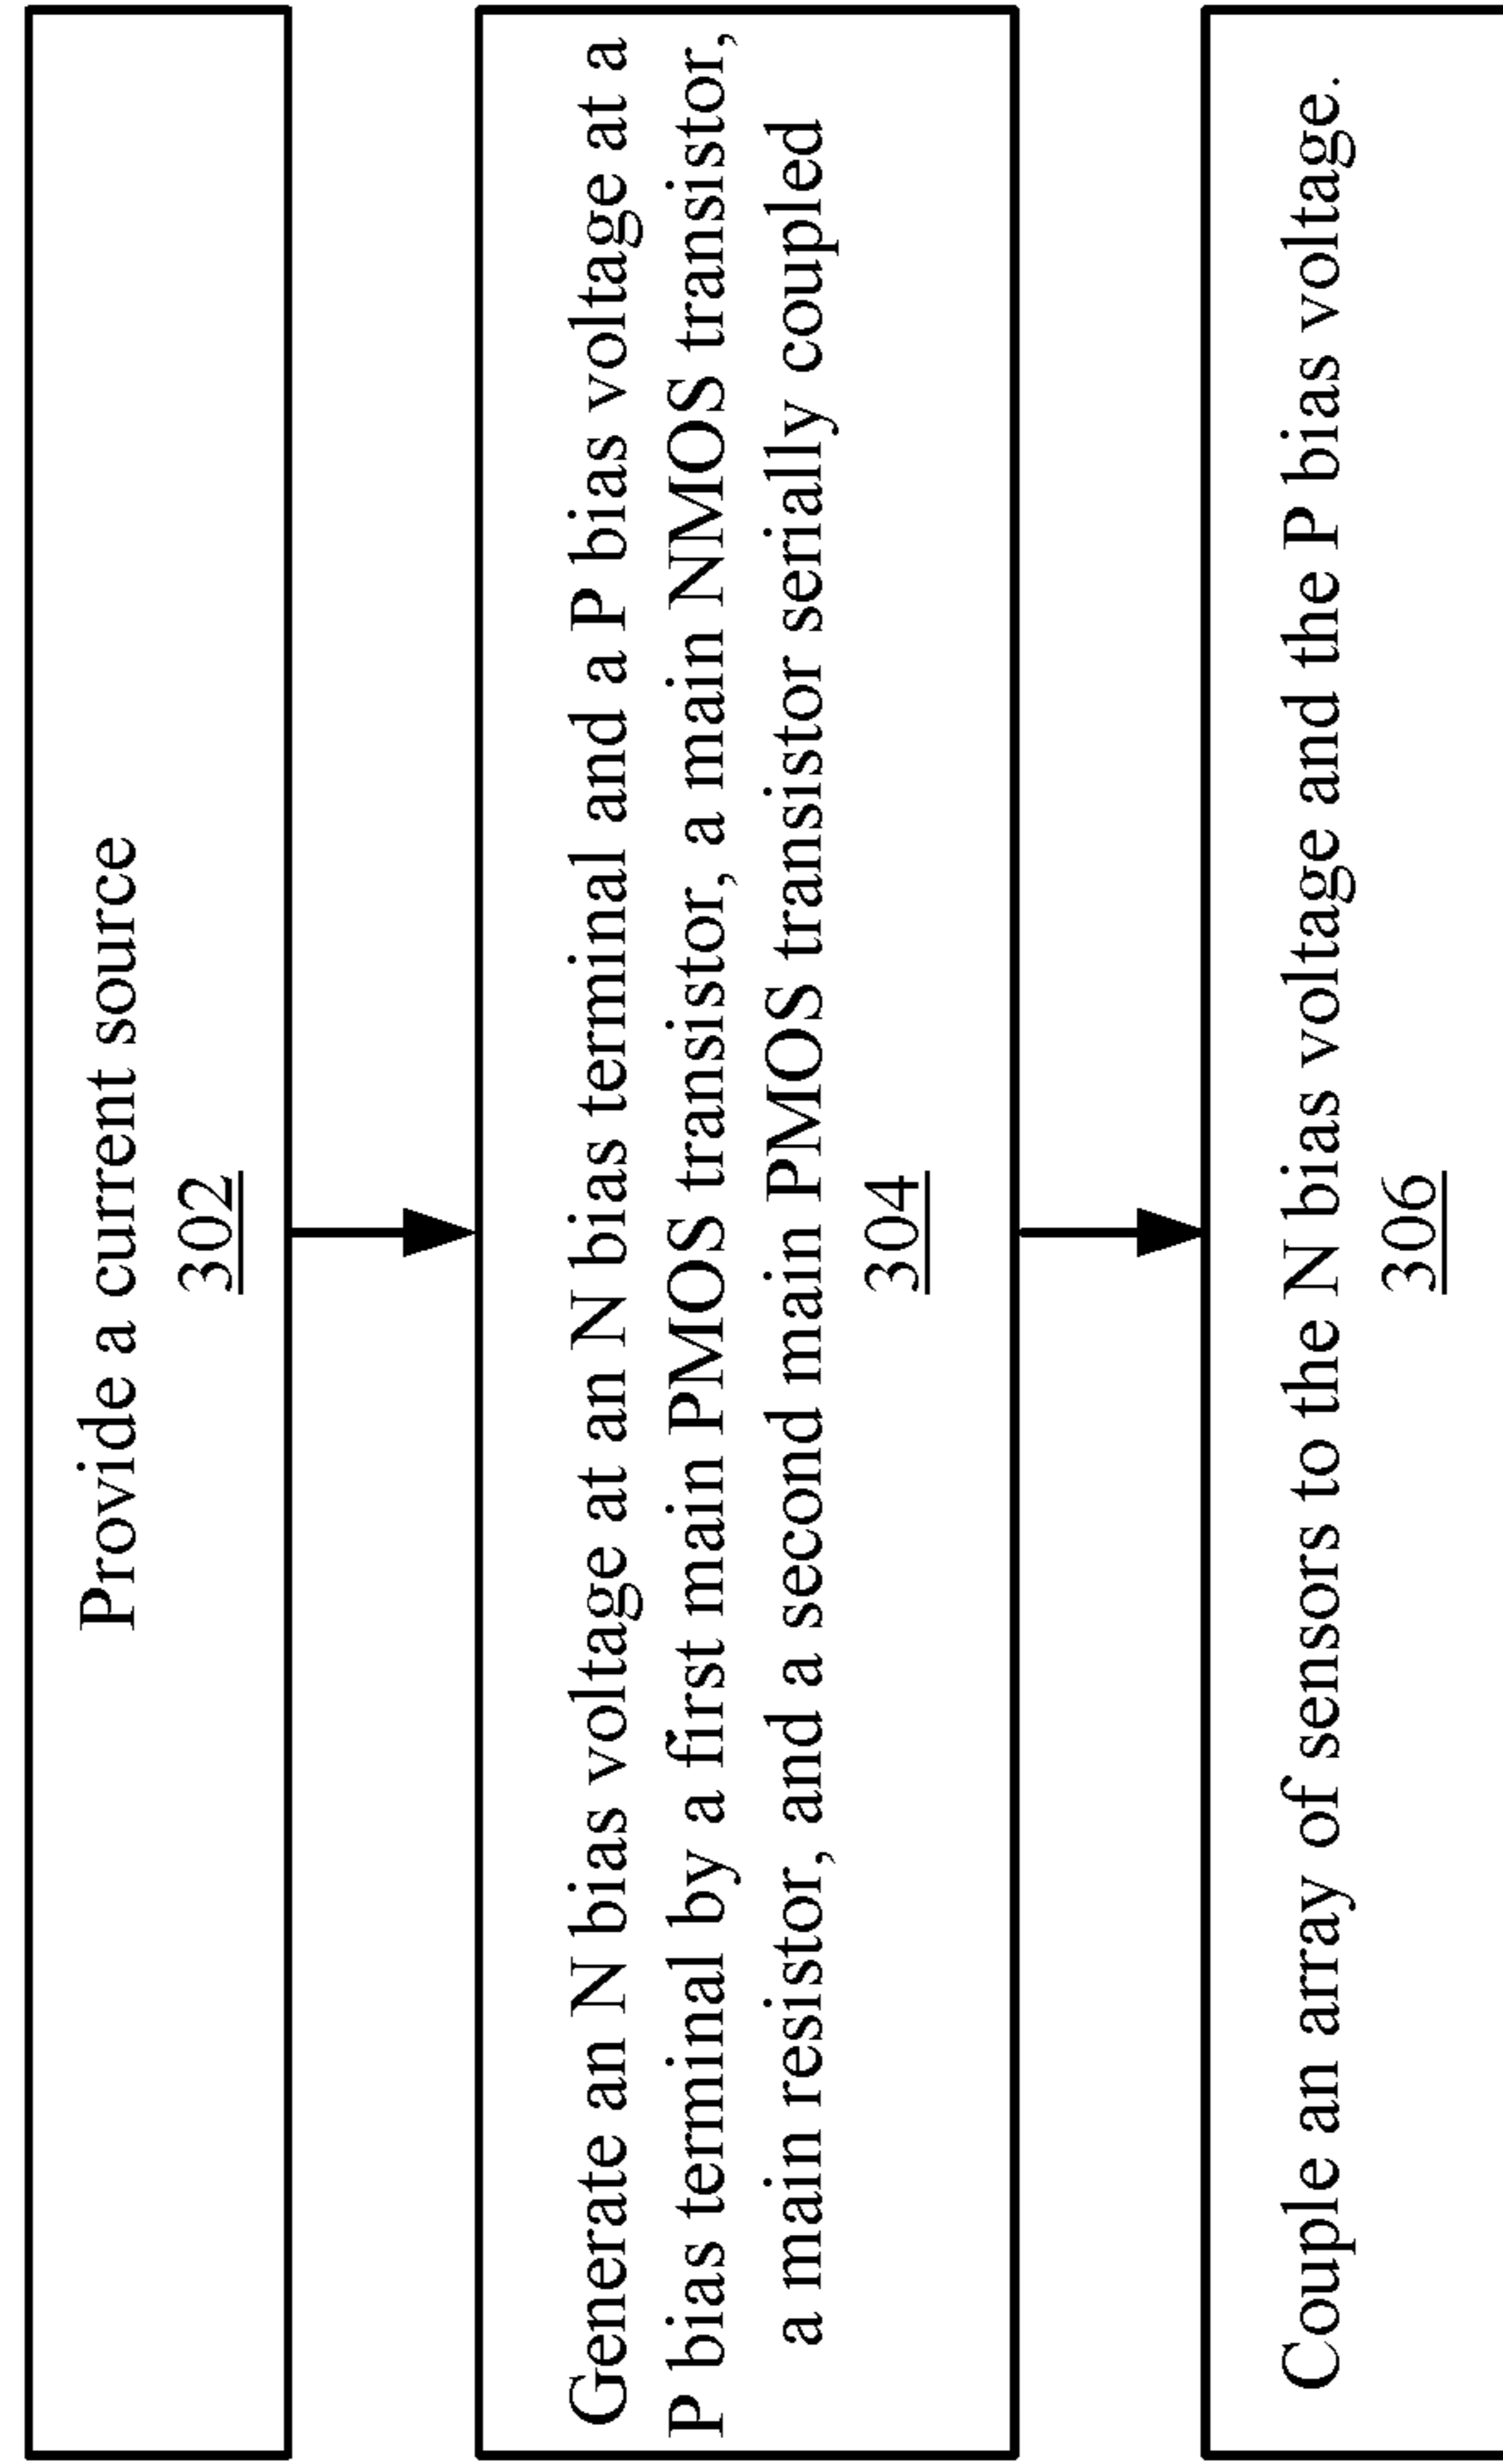 Provide a current source
302
Generate an N bias voltage at an N bias terminal and a P bias voltage at a
P bias terminal by a first main PMOS transistor, a main NMOS transistor,
a main resistor, and a second main PMOS transistor serially coupled
304
Couple an array of sensors to the N bias voltage and the P bias voltage.
306